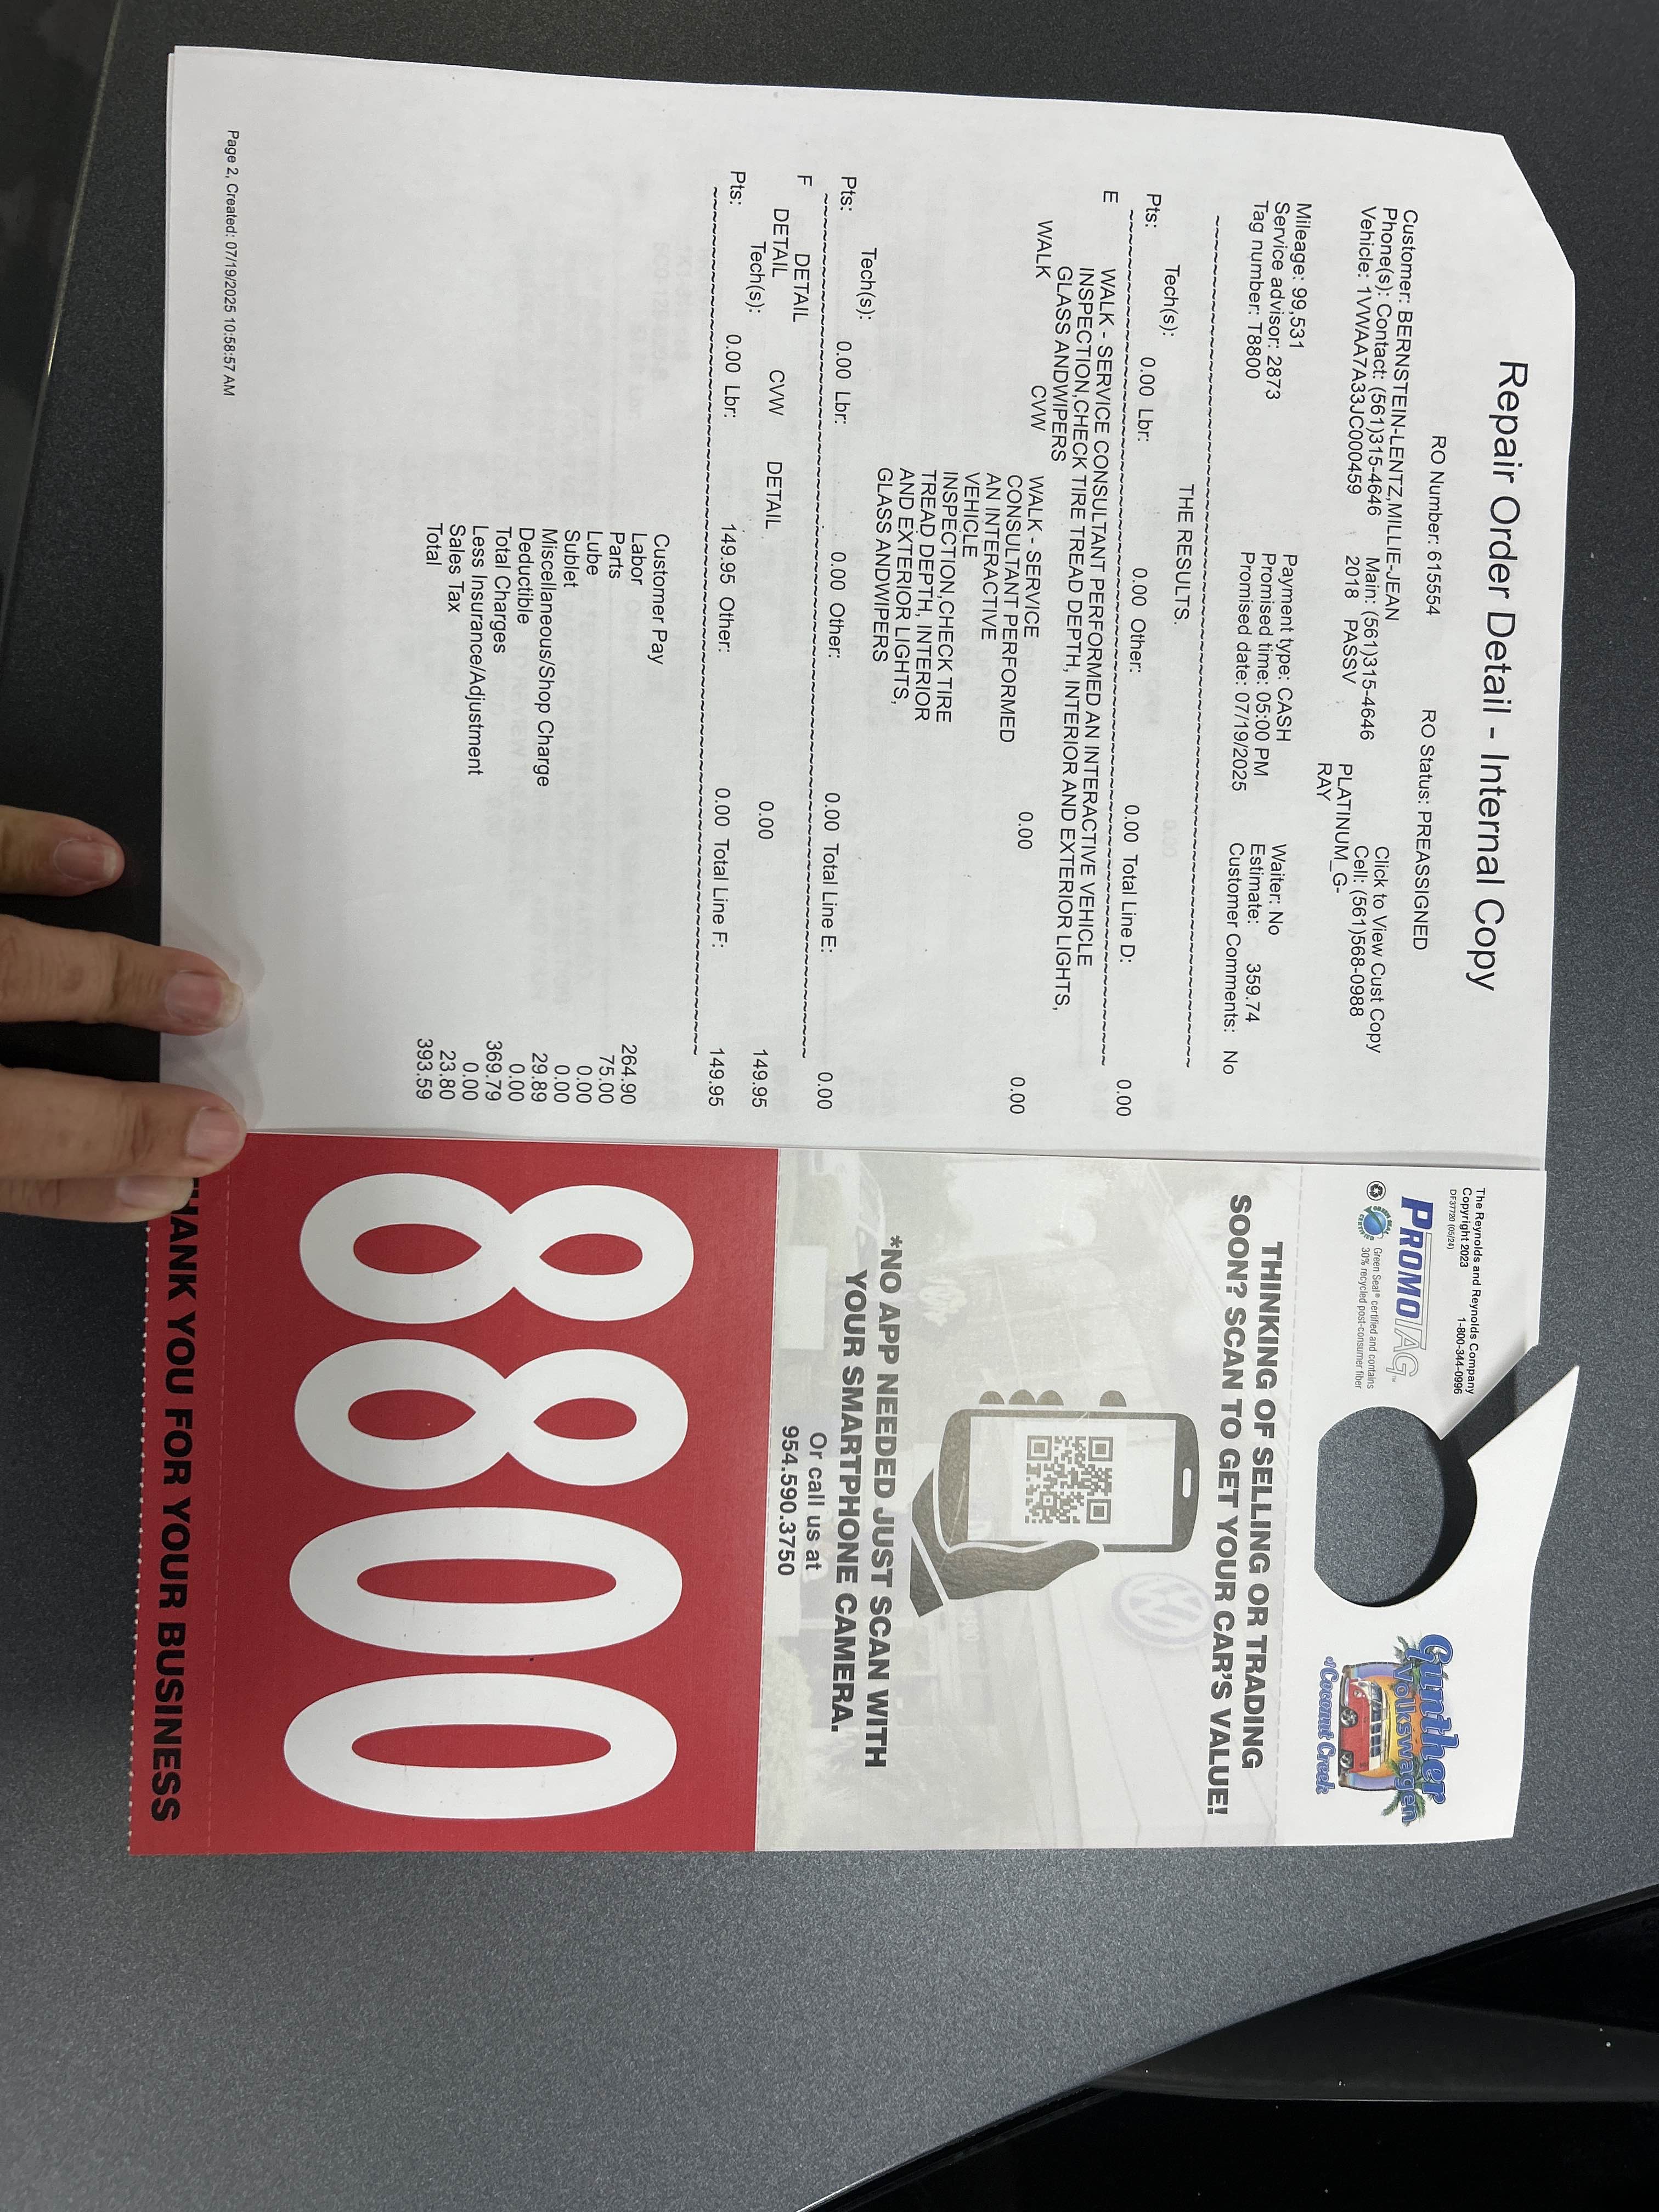 Repair Order Detail - Internal Copy
RO Number: 615554 RO Status: PREASSIGNED
Click to View Cust Copy
Customer: BERNSTEIN-LENTZ,MILLIE-JEAN
Phone(s): Contact: (561)315-4646 Main: (561)315-4646 Cell: (561)568-0988
Vehicle: 1VWAA7A33JC000459 2018 PASSV PLATINUM_G-
RAY
Mileage: 99,531 Payment type: CASH Waiter: No
Service advisor: 2873 Promised time: 05:00 PM Estimate: 359.74
Tag number: T8800 Promised date: 07/19/2025 Customer Comments: No
THE RESULTS.
Tech(s):
Pts: 0.00 Lbr: 0.00 Other: 0.00 Total Line D: 0.00
E WALK - SERVICE CONSULTANT PERFORMED AN INTERACTIVE VEHICLE
INSPECTION,CHECK TIRE TREAD DEPTH, INTERIOR AND EXTERIOR LIGHTS,
GLASS ANDWIPERS
WALK CVW WALK - SERVICE 0.00 0.00
CONSULTANT PERFORMED
AN INTERACTIVE
VEHICLE
INSPECTION,CHECK TIRE
TREAD DEPTH, INTERIOR
AND EXTERIOR LIGHTS,
GLASS ANDWIPERS
Tech(s):
Pts: 0.00 Lbr: 0.00 Other: 0.00 Total Line E: 0.00
F DETAIL
DETAIL CVW DETAIL 0.00 149.95
Tech(s):
Pts: 0.00 Lbr: 149.95 Other: 0.00 Total Line F: 149.95
Customer Pay
Labor 264.90
Parts 75.00
Lube 0.00
Sublet 0.00
Miscellaneous/Shop Charge 29.89
Deductible 0.00
Total Charges 369.79
Less Insurance/Adjustment 0.00
Sales Tax 23.80
Total 393.59
Page 2, Created: 07/19/2025 10:58:57 AM
The Reynolds and Reynolds Company
Copyright 2023 1-800-344-0996
DF37720 (05/24)
PROMOTAG™
Green Seal® certified and contains
30% recycled post-consumer fiber
Gunther
Volkswagen
of Coconut Creek
THINKING OF SELLING OR TRADING
SOON? SCAN TO GET YOUR CAR'S VALUE!
*NO APP NEEDED JUST SCAN WITH
YOUR SMARTPHONE CAMERA.
Or call us at
954.590.3750
8800
HANK YOU FOR YOUR BUSINESS